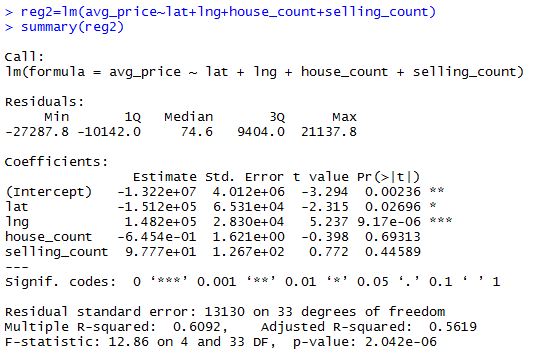 > reg2=lm(avg_price~lat+lng+house_count+selling_count)
> summary(reg2)
Call:
lm(formula = avg_price ~ lat + lng + house_count + selling_count)
Residuals:
     Min       1Q   Median       3Q      Max
-27287.8 -10142.0     74.6   9404.0  21137.8
Coefficients:
                Estimate Std. Error t value Pr(>|t|)
(Intercept)   -1.322e+07  4.012e+06  -3.294  0.00236 **
lat           -1.512e+05  6.531e+04  -2.315  0.02696 *
lng            1.482e+05  2.830e+04   5.237 9.17e-06 ***
house_count   -6.454e-01  1.621e+00  -0.398  0.69313
selling_count  9.777e+01  1.267e+02   0.772  0.44589
---
Signif. codes:  0 ‘***’ 0.001 ‘**’ 0.01 ‘*’ 0.05 ‘.’ 0.1 ‘ ’ 1
Residual standard error: 13130 on 33 degrees of freedom
Multiple R-squared:  0.6092,	Adjusted R-squared:  0.5619
F-statistic: 12.86 on 4 and 33 DF,  p-value: 2.042e-06